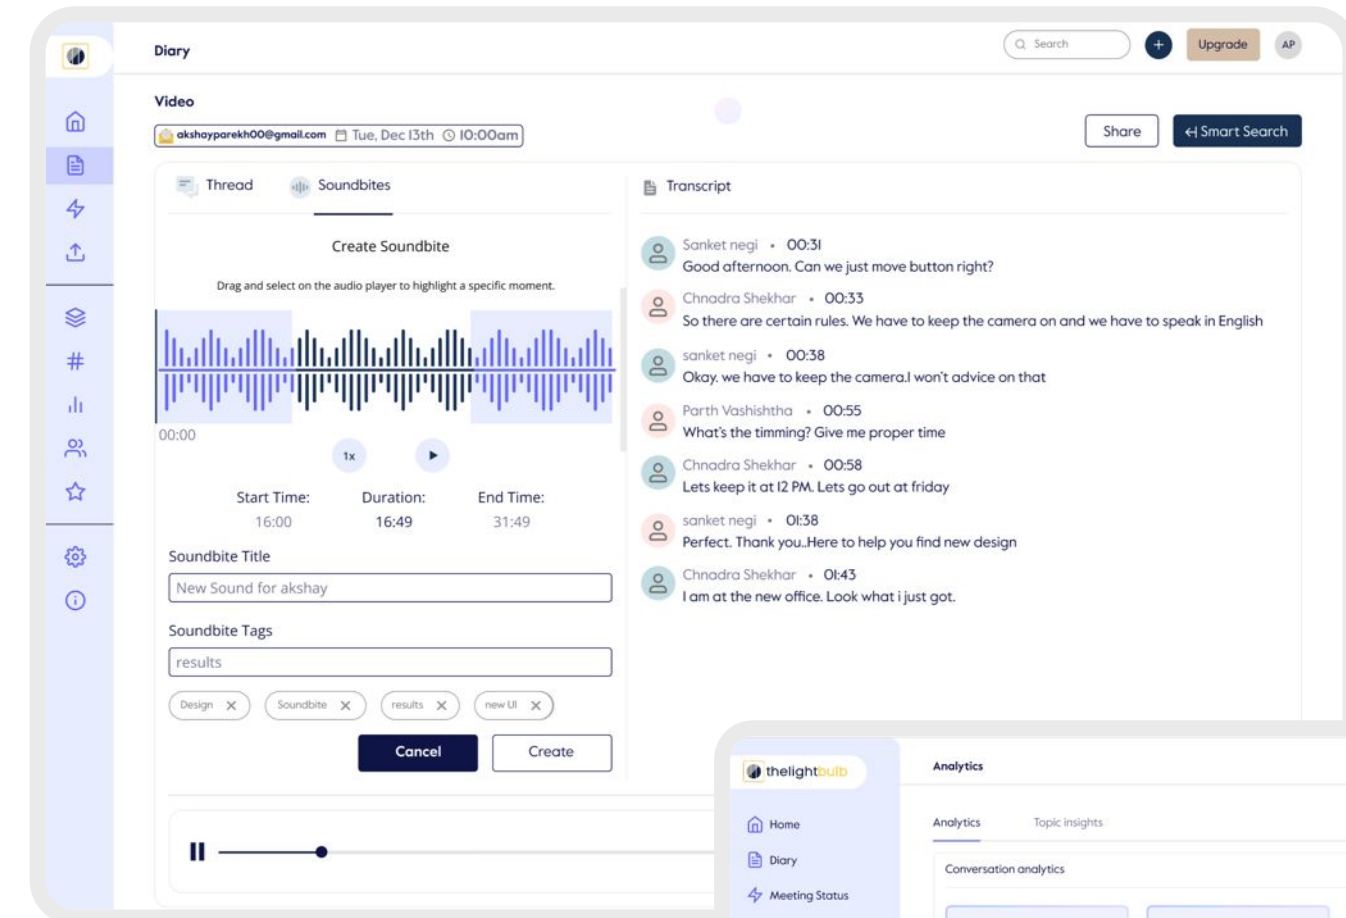 Diary
Search
+
Upgrade
AP
Video
akshayparekh00@gmail.com Tue, Dec 13th 10:00am
Share
Smart Search
Thread
Soundbites
Create Soundbite
Drag and select on the audio player to highlight a specific moment.
00:00
1x
Start Time: Duration: End Time:
16:00 16:49 31:49
Soundbite Title
New Sound for akshay
Soundbite Tags
results
Design X Soundbite X results X new UI X
Cancel
Create
Transcript
Sanket negi • 00:31
Good afternoon. Can we just move button right?
Chnadra Shekhar • 00:33
So there are certain rules. We have to keep the camera on and we have to speak in English
sanket negi • 00:38
Okay. we have to keep the camera.I won't advice on that
Parth Vashishtha • 00:55
What's the timming? Give me proper time
Chnadra Shekhar • 00:58
Lets keep it at 12 PM. Lets go out at friday
sanket negi • 01:38
Perfect. Thank you..Here to help you find new design
Chnadra Shekhar • 01:43
I am at the new office. Look what i just got.
thelightbulb
Home
Diary
Meeting Status
Analytics
Analytics
Topic insights
Conversation analytics